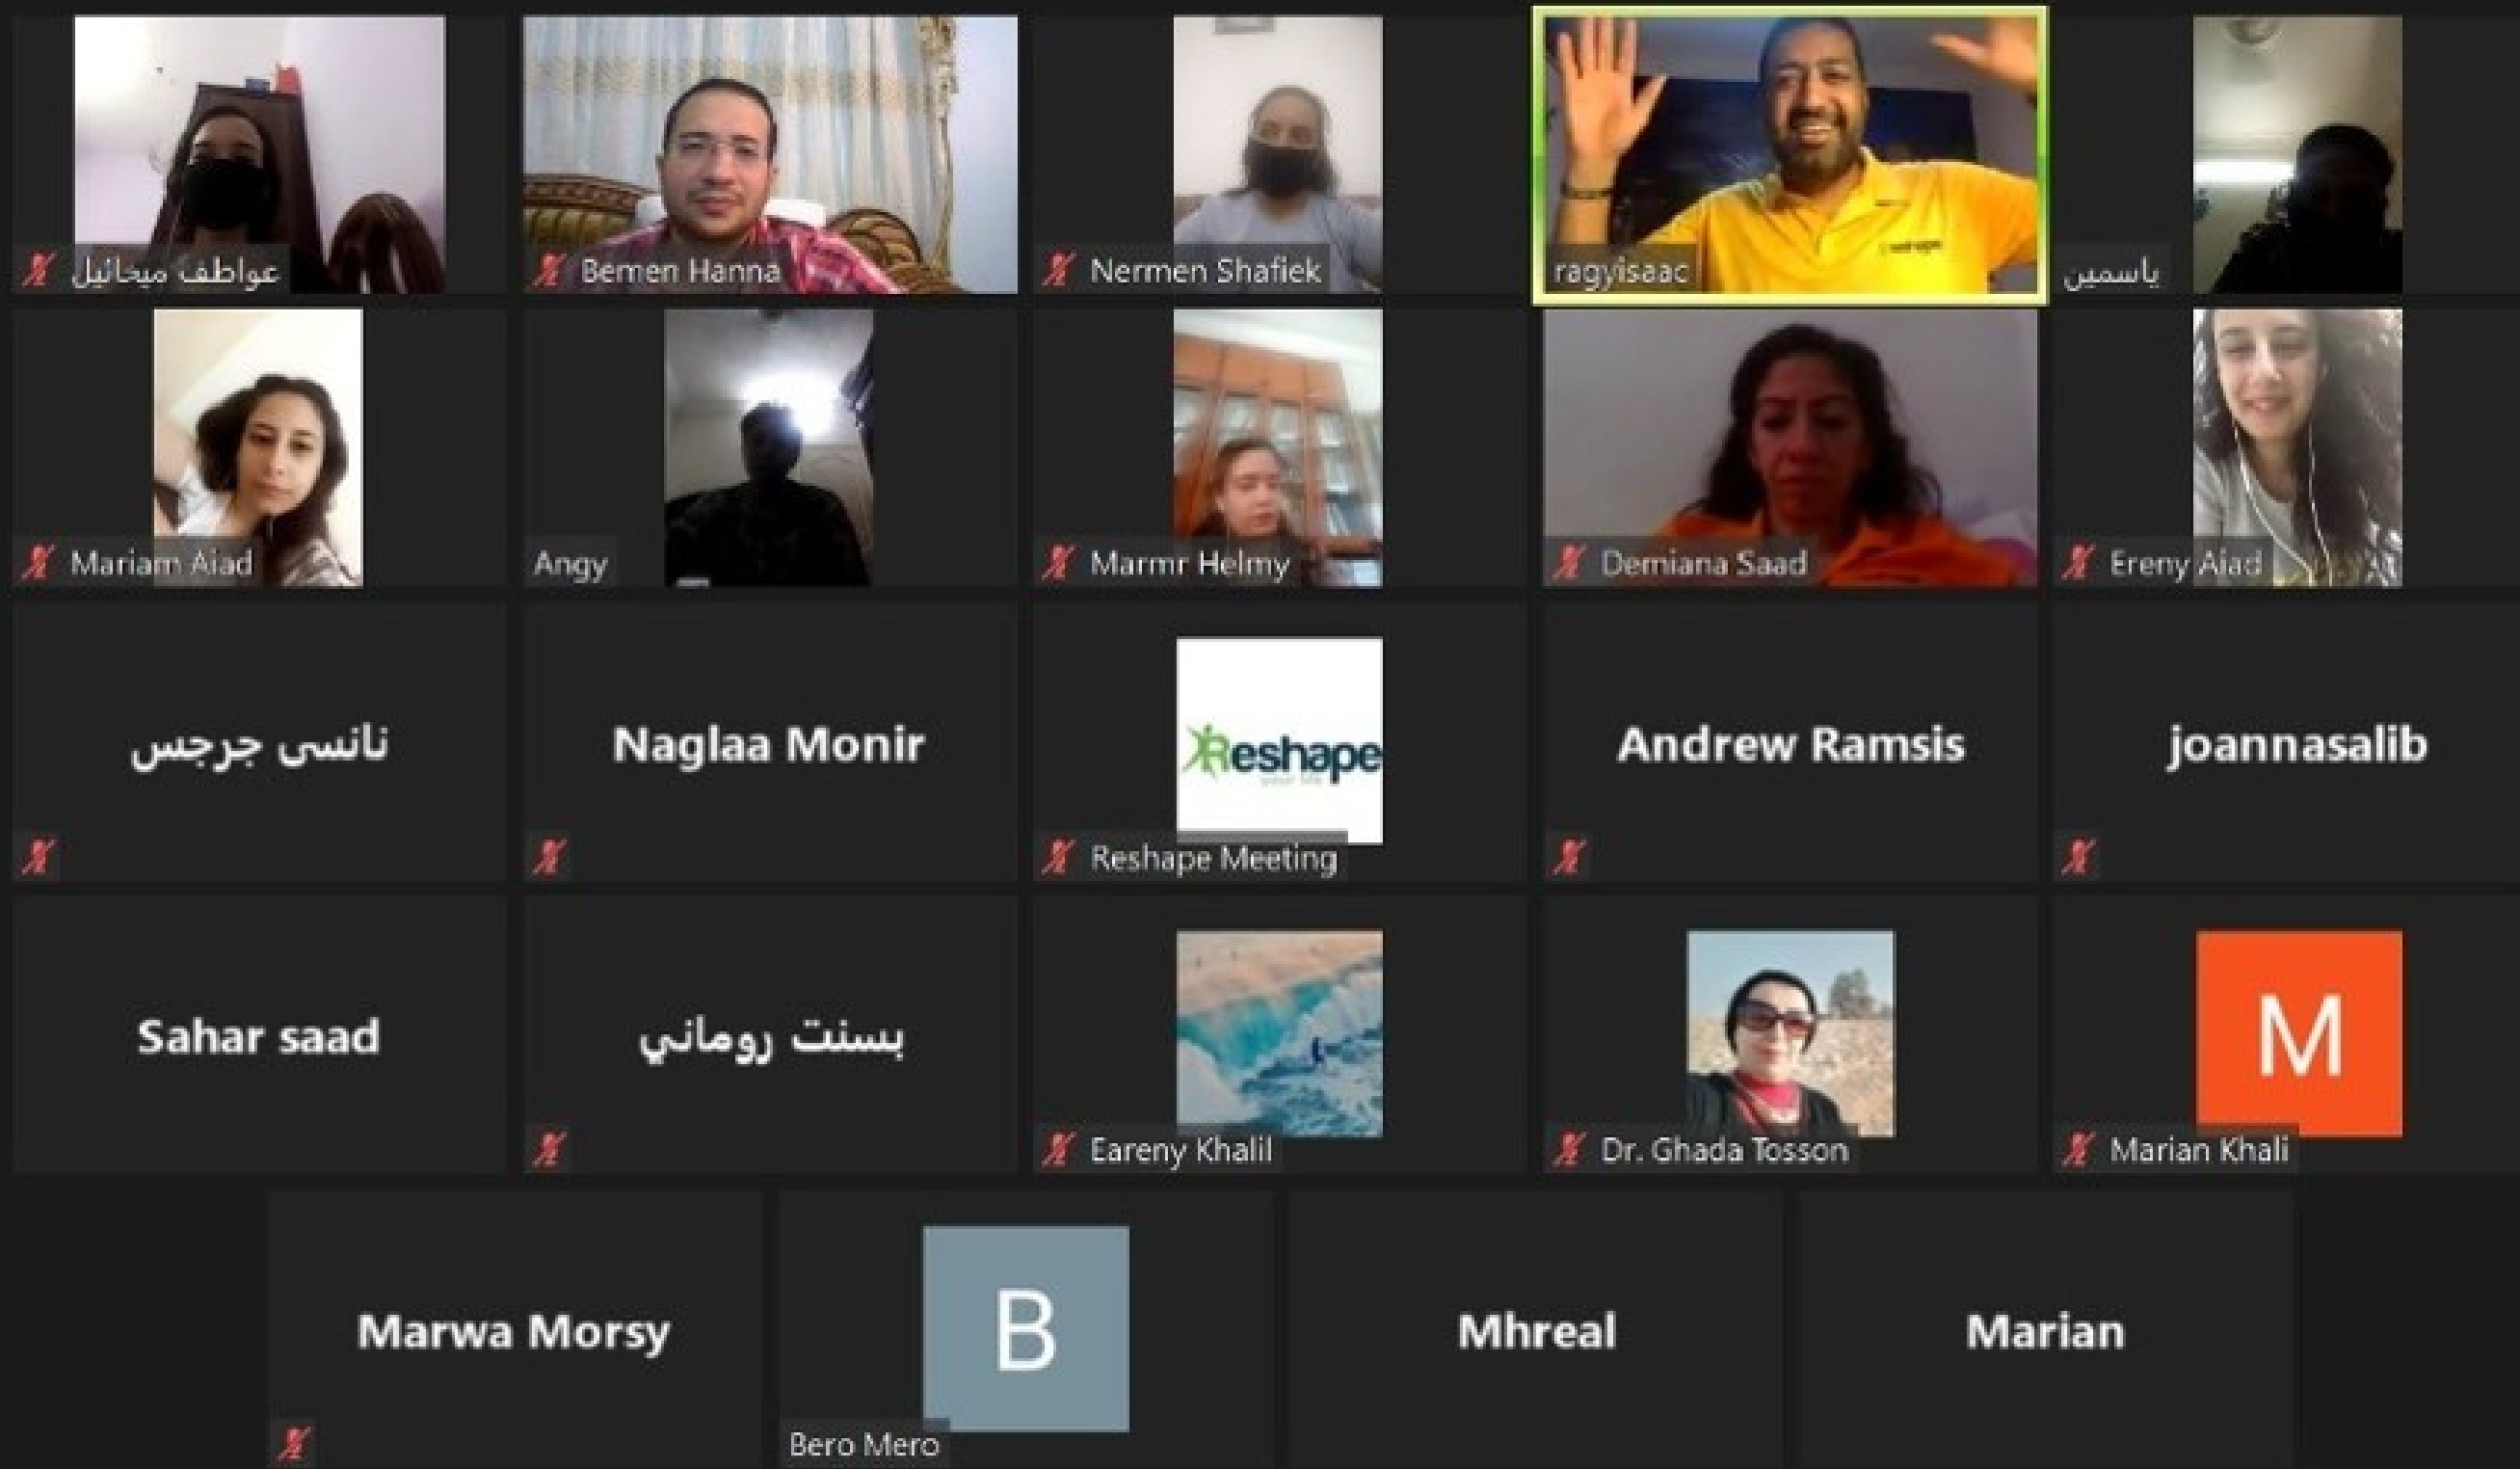 عواطف ميخائيل
Bemen Hanna
Nermen Shafiek
ragyisaac
ياسمين
Mariam Aiad
Angy
Marmr Helmy
Demiana Saad
Ereny Aiad
نانسى جرجس
Naglaa Monir
Reshape
your life
Reshape Meeting
Andrew Ramsis
joannasalib
Sahar saad
بسنت روماني
Eareny Khalil
Dr. Ghada Tosson
M
Marian Khali
Marwa Morsy
B
Bero Mero
Mhreal
Marian